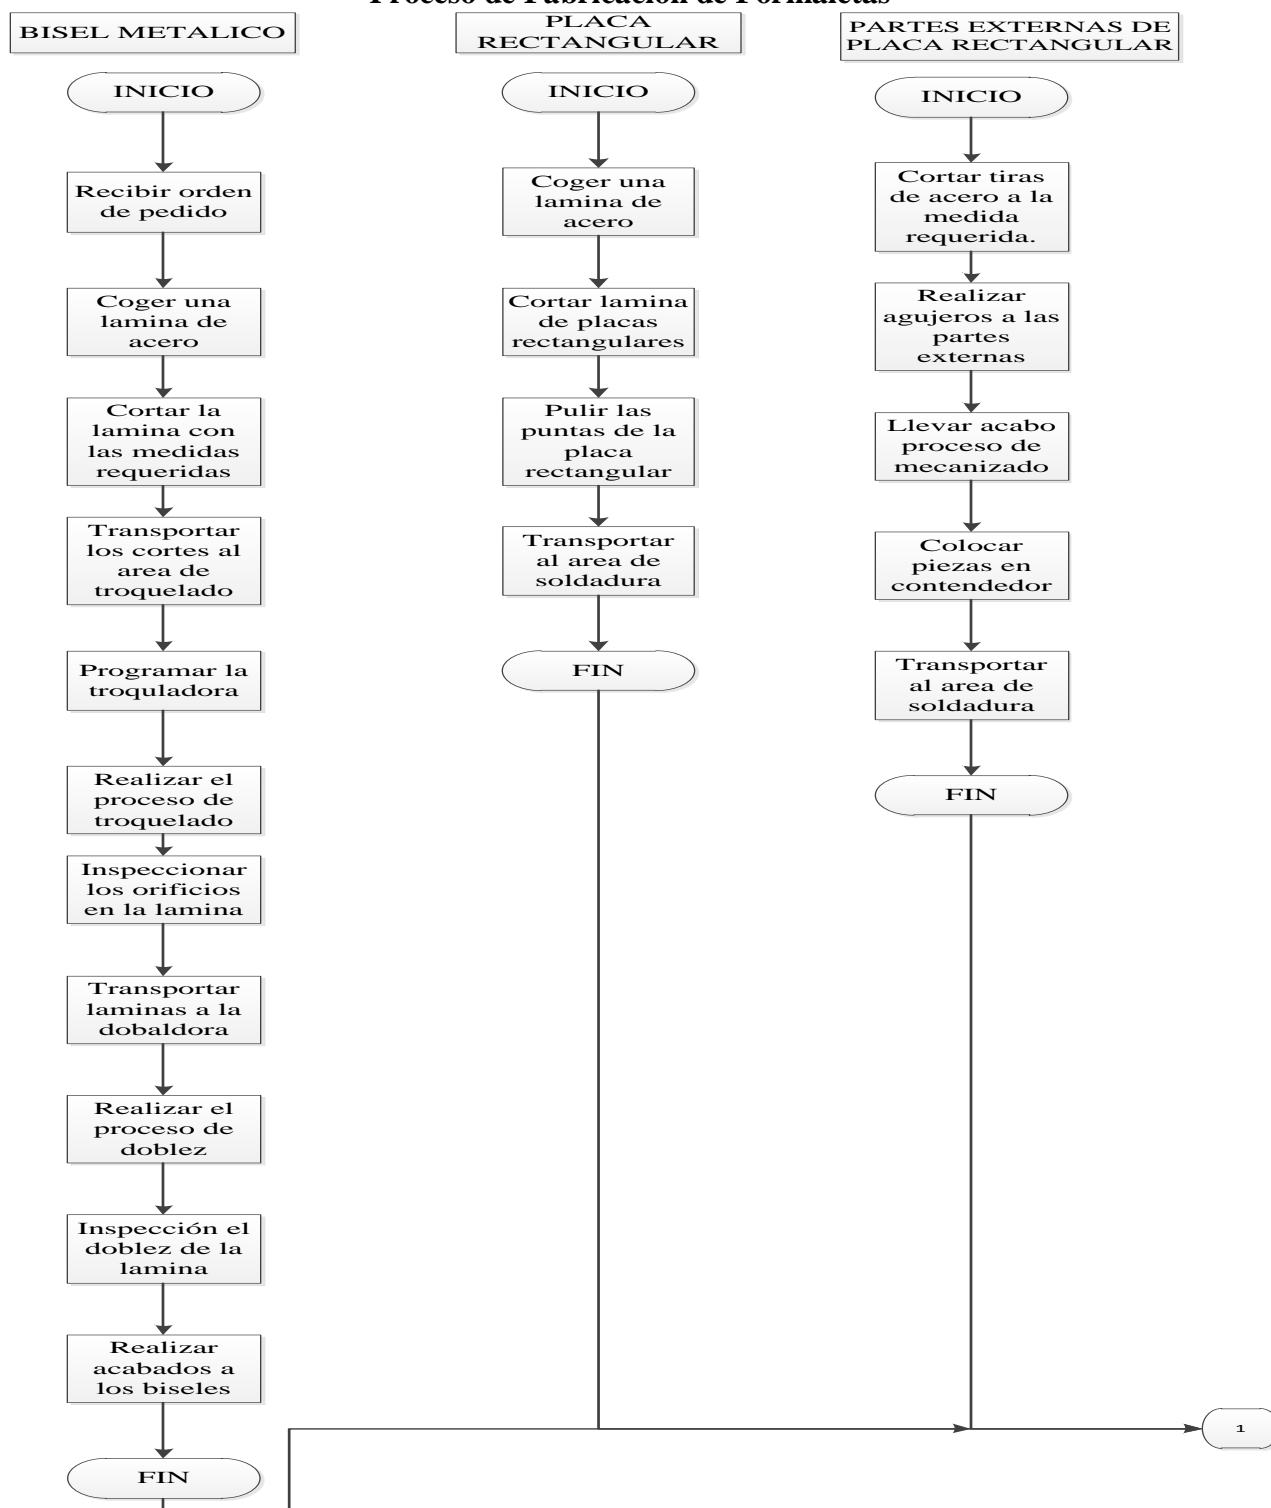 Proceso de Fabricación de Formaletas
BISEL METALICO
INICIO
Recibir orden
de pedido
Coger una
lamina de
acero
Cortar la
lamina con
las medidas
requeridas
Transportar
los cortes al
area de
troquelado
Programar la
troquladora
Realizar el
proceso de
troquelado
Inspeccionar
los orificios
en la lamina
Transportar
laminas a la
dobaldora
Realizar el
proceso de
doblez
Inspección el
doblez de la
lamina
Realizar
acabados a
los biseles
FIN
PLACA
RECTANGULAR
INICIO
Coger una
lamina de
acero
Cortar lamina
de placas
rectangulares
Pulir las
puntas de la
placa
rectangular
Transportar
al area de
soldadura
FIN
PARTES EXTERNAS DE
PLACA RECTANGULAR
INICIO
Cortar tiras
de acero a la
medida
requerida.
Realizar
agujeros a las
partes
externas
Llevar acabo
proceso de
mecanizado
Colocar
piezas en
contendedor
Transportar
al area de
soldadura
FIN
1